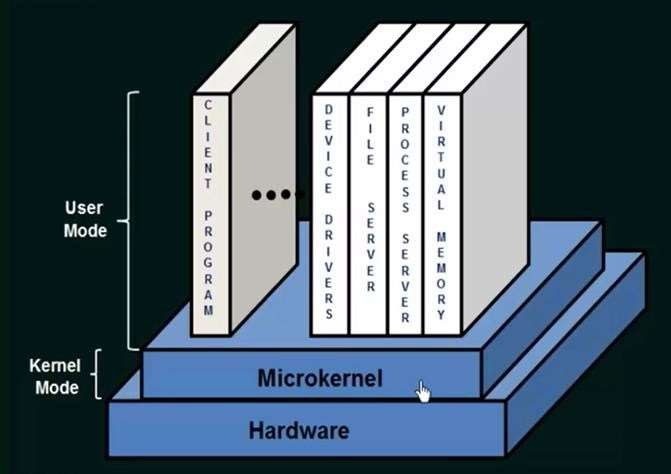 CLIENT PROGRAM
DEVICE DRIVERS
FILE SERVER
PROCESS SERVER
VIRTUAL MEMORY
User
Mode
Kernel
Mode
Microkernel
Hardware